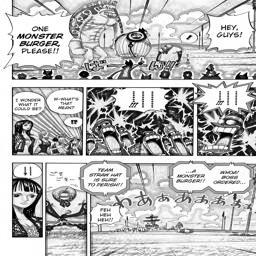 HEY,
GUYS!
ONE
MONSTER
BURGER,
PLEASE!!
!!!!!!
!!!!!!
W-WHAT'S
THAT
MEAN?
I WONDER
WHAT IT
COULD BE?
WHOA!
BOSS
ORDERED...
...A
MONSTER
BURGER!!
TEAM
STRAW HAT
IS SURE
TO PERISH!!
FEH
HEH
HEH!!
!!